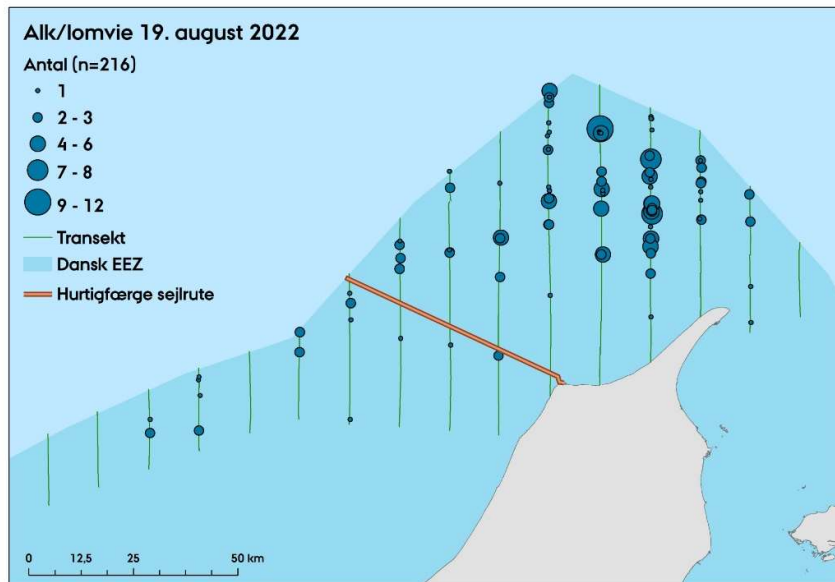 Alk/lomvie 19. august 2022
Antal (n=216)
1
2 - 3
4 - 6
7 - 8
9 - 12
Transekt
Dansk EEZ
Hurtigfærge sejlrute
0 12,5 25 50 km